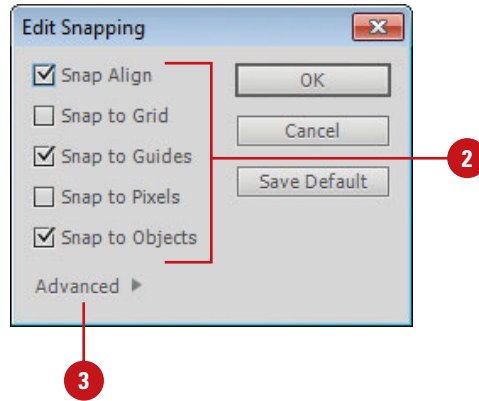 Edit Snapping
Snap Align
OK
Snap to Grid
Cancel
Snap to Guides
2
Save Default
Snap to Pixels
Snap to Objects
Advanced
3